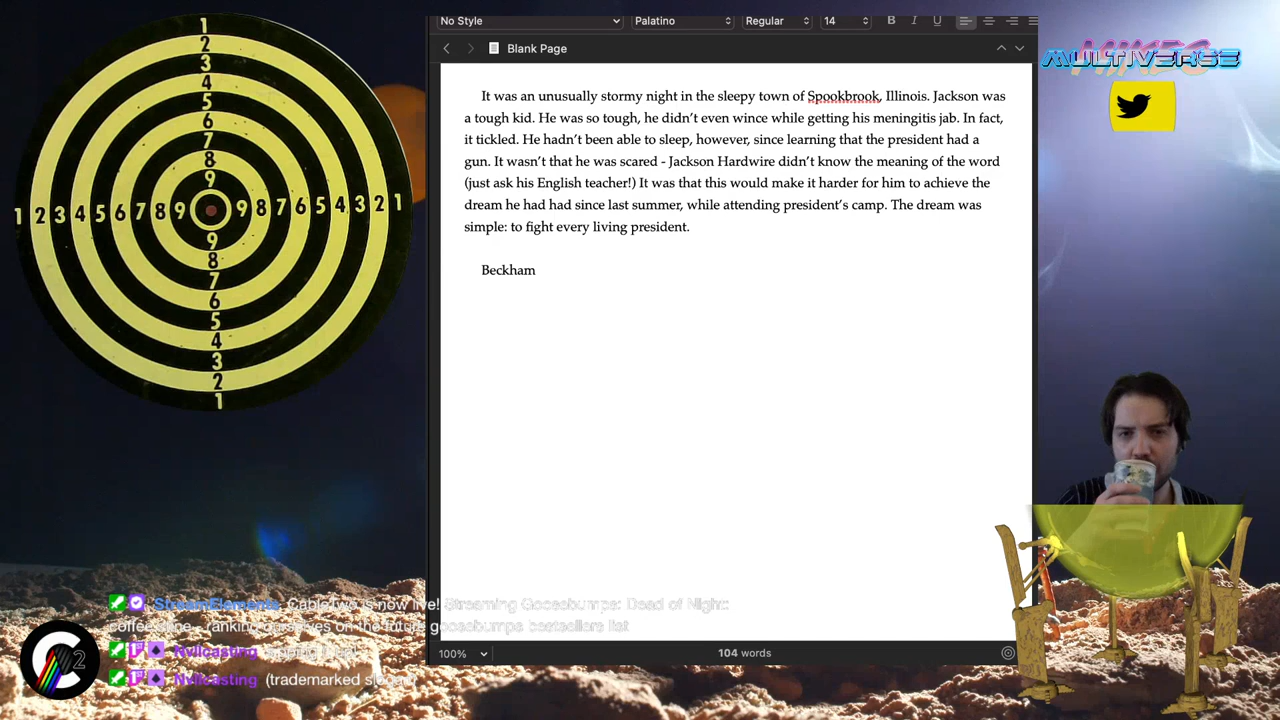 No Style Palatino Regular 14 B I U
Blank Page
It was an unusually stormy night in the sleepy town of Spookbrook, Illinois. Jackson was
a tough kid. He was so tough, he didn’t even wince while getting his meningitis jab. In fact,
it tickled. He hadn’t been able to sleep, however, since learning that the president had a
gun. It wasn’t that he was scared - Jackson Hardwire didn’t know the meaning of the word
(just ask his English teacher!) It was that this would make it harder for him to achieve the
dream he had had since last summer, while attending president’s camp. The dream was
simple: to fight every living president.
Beckham
100% 104 words
MULTIVERSE
1
2
3
4
5
6
7
8
9
1 2 3 4 5 6 7 8 9 9 8 7 6 5 4 3 2 1
9
8
7
6
5
4
3
2
1
StreamElements: CableTwo is now live! Streaming Goosebumps: Dead of Night:
coffee time - ranking ourselves on the future goosebumps bestsellers list
Nvllcasting
Nvllcasting (trademarked
C2